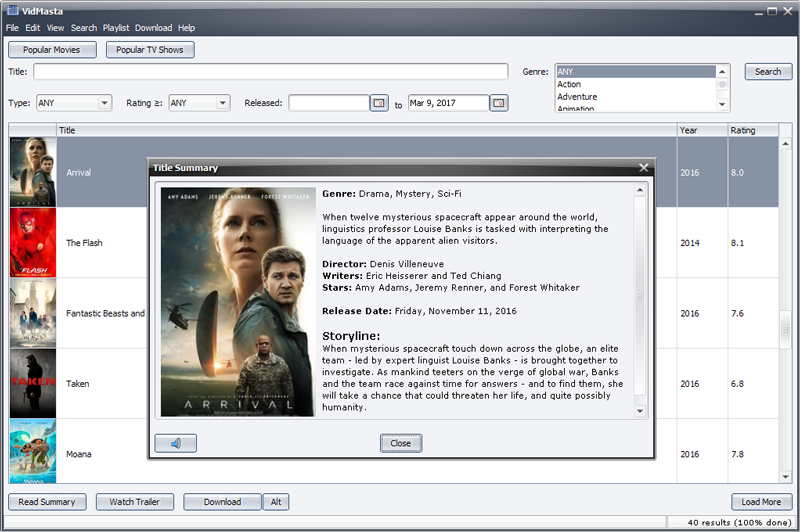 VidMasta
File Edit View Search Playlist Download Help
Popular Movies Popular TV Shows
Title: Genre: ANY Search
Action
Adventure
Animation
Type: ANY Rating ≥: ANY Released: to Mar 9, 2017
Title Year Rating
Arrival 2016 8.0
ARRIVAL
The Flash 2014 8.1
FLASH
Fantastic Beasts and 2016 7.6
Taken 2016 6.8
TAKEN
Moana 2016 7.8
Title Summary
AMY ADAMS JEREMY RENNER FOREST WHITAKER
ARRIVAL
Genre: Drama, Mystery, Sci-Fi
When twelve mysterious spacecraft appear around the world,
linguistics professor Louise Banks is tasked with interpreting the
language of the apparent alien visitors.
Director: Denis Villeneuve
Writers: Eric Heisserer and Ted Chiang
Stars: Amy Adams, Jeremy Renner, and Forest Whitaker
Release Date: Friday, November 11, 2016
Storyline:
When mysterious spacecraft touch down across the globe, an elite
team - led by expert linguist Louise Banks - is brought together to
investigate. As mankind teeters on the verge of global war, Banks
and the team race against time for answers - and to find them, she
will take a chance that could threaten her life, and quite possibly
humanity.
Close
Read Summary Watch Trailer Download Alt Load More
40 results (100% done)